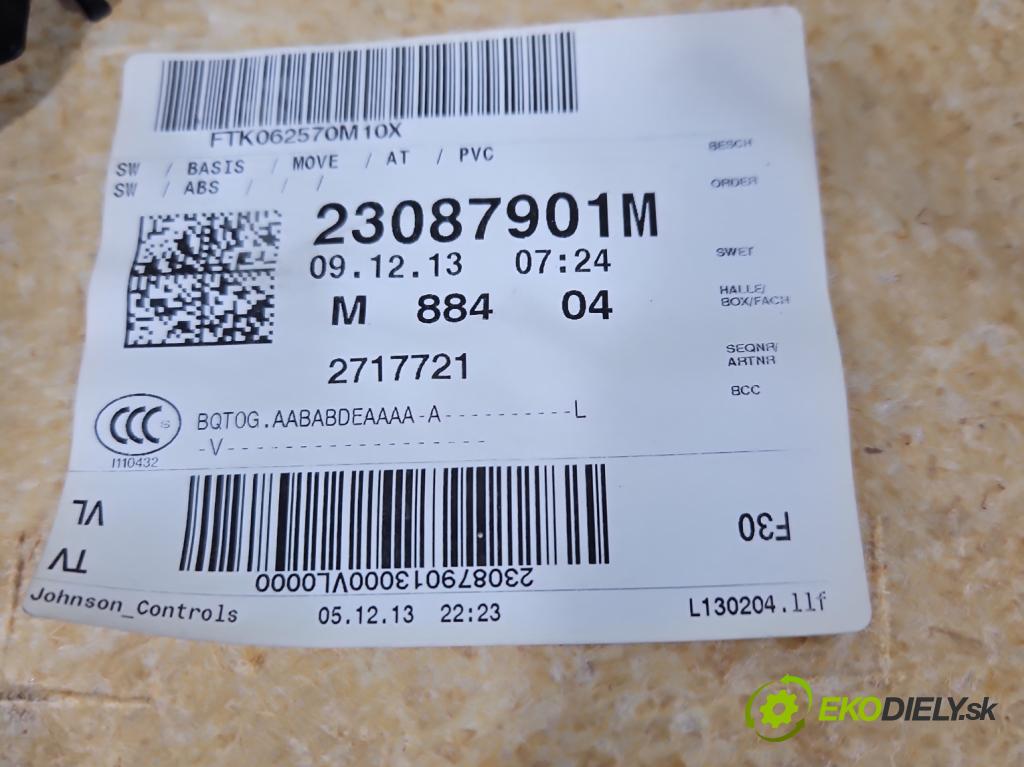 FTK062570M10X
SW / BASIS / MOVE / AT / PVC
SW / ABS / / /
BESCH
ORDER
23087901M
09.12.13 07:24
SWET
M 884 04
HALLE/
BOX/FACH
2717721
SEQNR/
ARTNR
BCC
CCC S
I110432
BQTOG.AABABDEAAAA-A----------L
-V-------------------
VL
TV
F30
230879013000VL0000
Johnson_Controls 05.12.13 22:23 L130204.llf
EKODIELY.sk